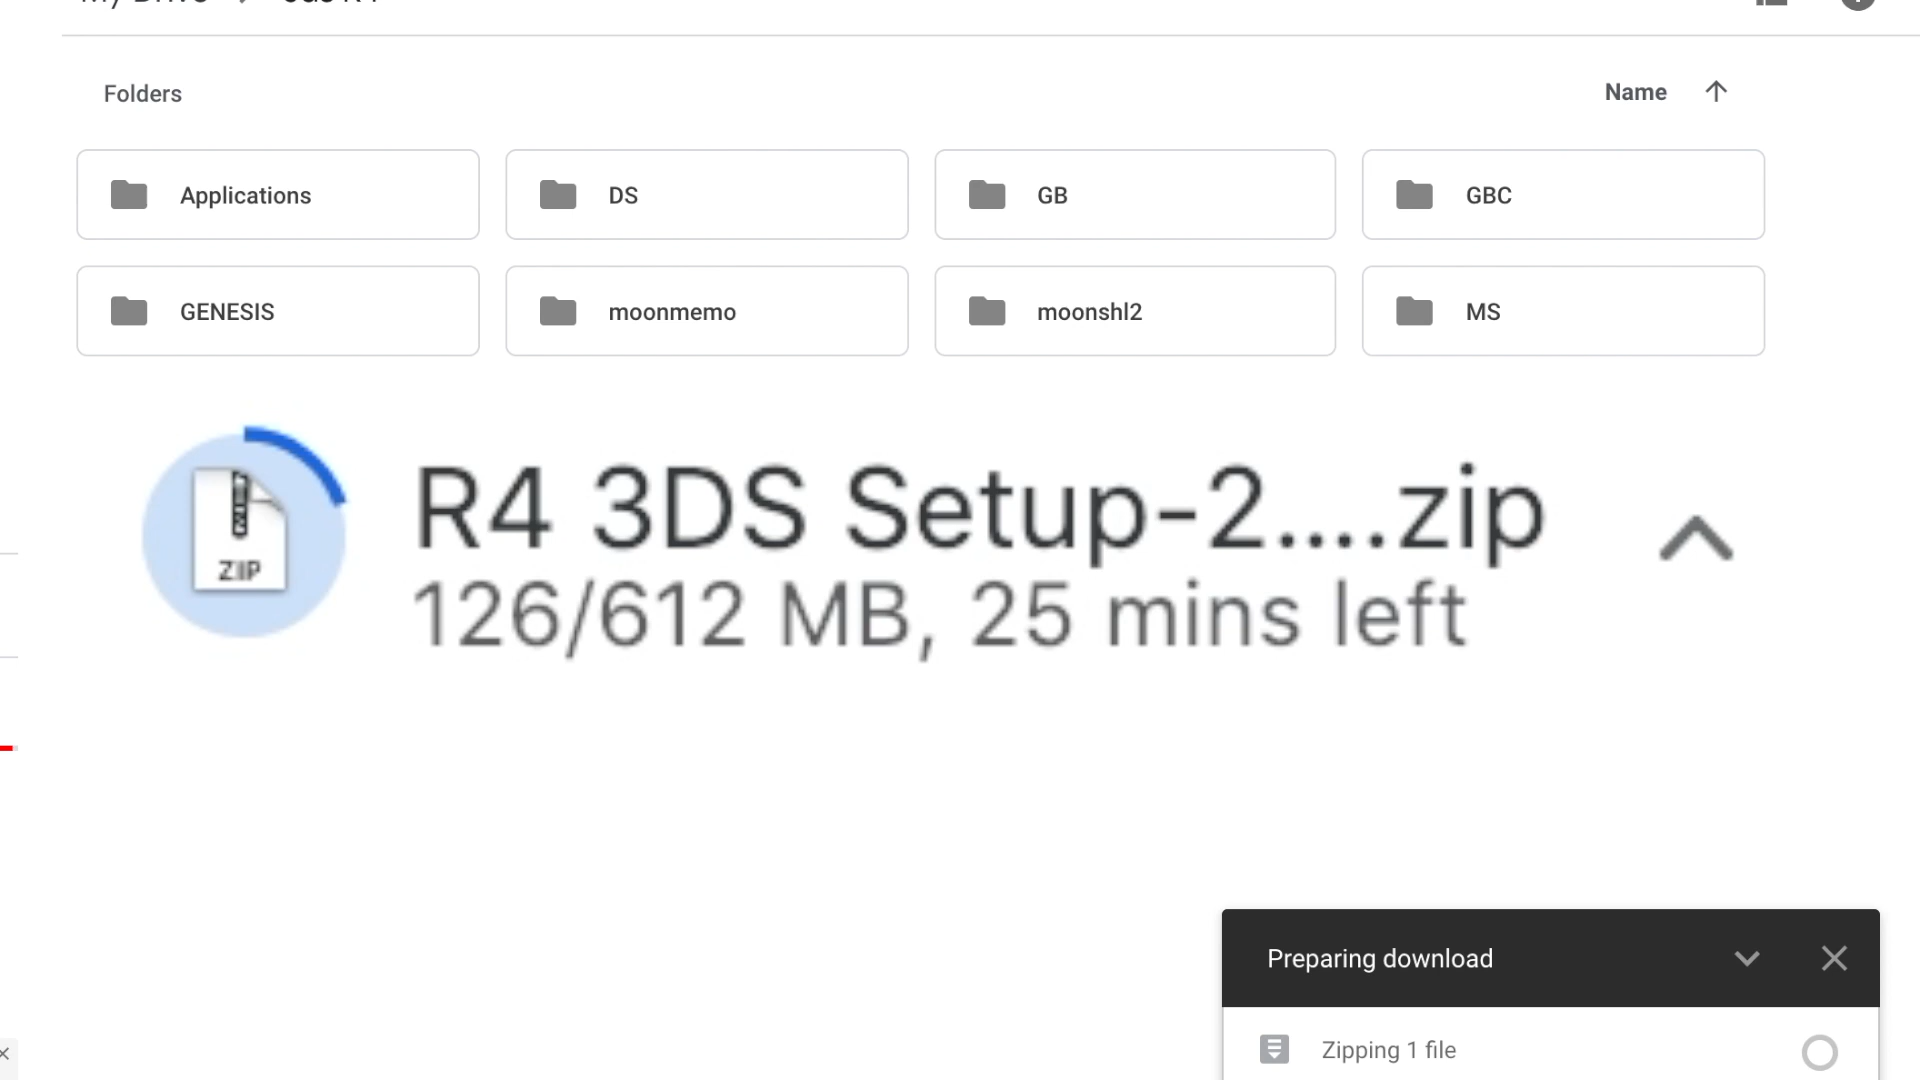 Folders
Name
Applications
DS
GB
GBC
GENESIS
moonmemo
moonshl2
MS
ZIP
R4 3DS Setup-2....zip
126/612 MB, 25 mins left
Preparing download
Zipping 1 file